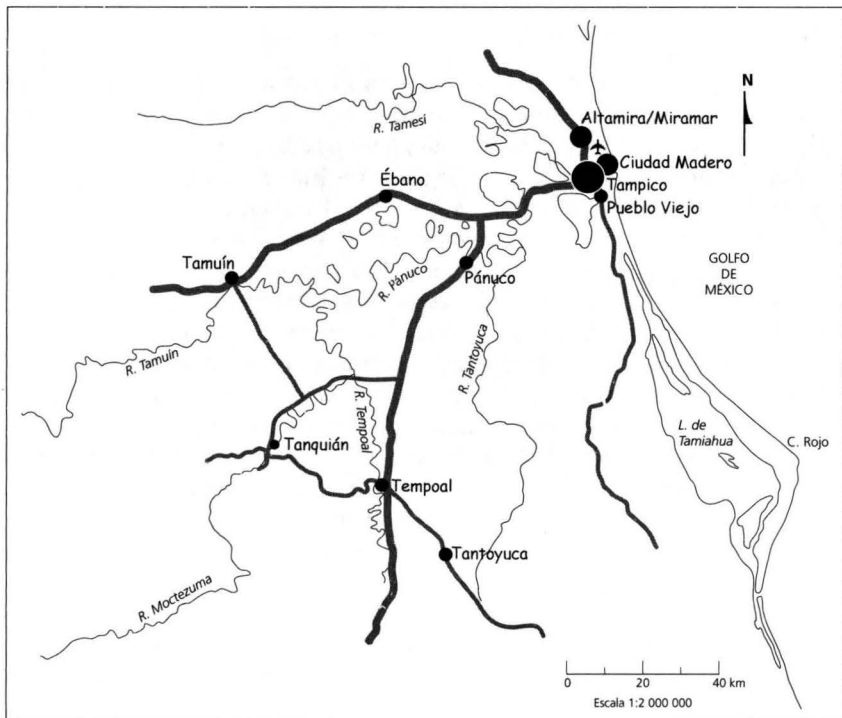 N
Altamira/Miramar
R. Tamesi
Ciudad Madero
Ébano
Tampico
Pueblo Viejo
GOLFO
DE
MÉXICO
Tamuín
R. Pánuco
Pánuco
R. Tamuín
R. Tantoyuca
R. Tempoal
L. de
Tamiahua
C. Rojo
Tanquián
Tempoal
Tantoyuca
R. Moctezuma
0 20 40 km
Escala 1:2 000 000